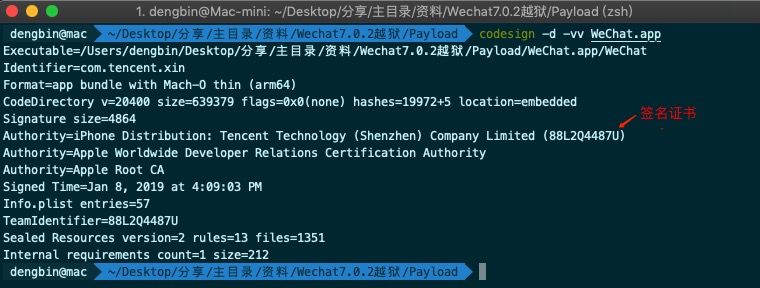 1. dengbin@Mac-mini: ~/Desktop/分享/主目录/资料/Wechat7.0.2越狱/Payload (zsh)
dengbin@mac ~/Desktop/分享/主目录/资料/Wechat7.0.2越狱/Payload codesign -d -vv WeChat.app
Executable=/Users/dengbin/Desktop/分享/主目录/资料/Wechat7.0.2越狱/Payload/WeChat.app/WeChat
Identifier=com.tencent.xin
Format=app bundle with Mach-O thin (arm64)
CodeDirectory v=20400 size=639379 flags=0x0(none) hashes=19972+5 location=embedded
Signature size=4864
Authority=iPhone Distribution: Tencent Technology (Shenzhen) Company Limited (88L2Q4487U) 签名证书
Authority=Apple Worldwide Developer Relations Certification Authority
Authority=Apple Root CA
Signed Time=Jan 8, 2019 at 4:09:03 PM
Info.plist entries=57
TeamIdentifier=88L2Q4487U
Sealed Resources version=2 rules=13 files=1351
Internal requirements count=1 size=212
dengbin@mac ~/Desktop/分享/主目录/资料/Wechat7.0.2越狱/Payload